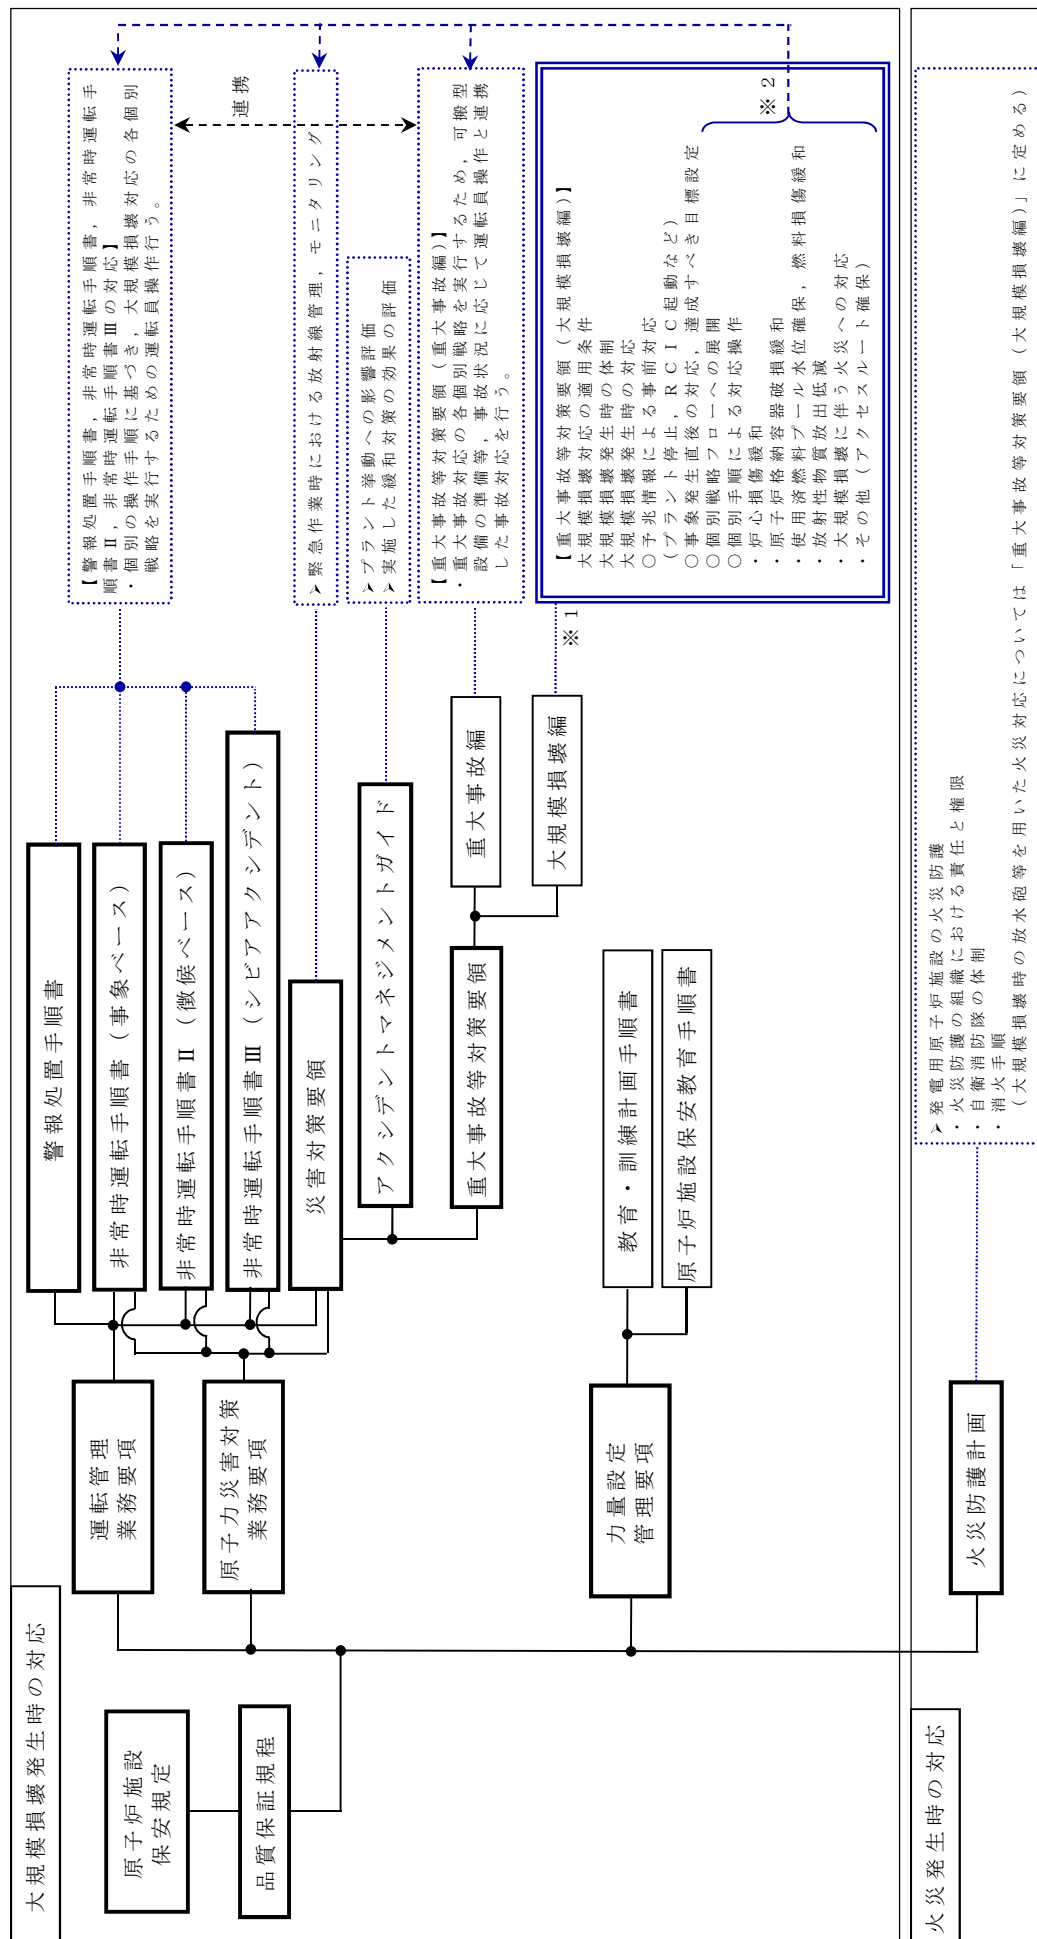 大規模損壊発生時の対応
原子炉施設
保安規定
品質保証規程
運転管理
業務要項
原子力災害対策
業務要項
力量設定
管理要項
警報処置手順書
非常時運転手順書（事象ベース）
非常時運転手順書Ⅱ（徴候ベース）
非常時運転手順書Ⅲ（シビアアクシデント）
災害対策要領
アクシデントマネジメントガイド
重大事故等対策要領
重大事故編
大規模損壊編
教育・訓練計画手順書
原子炉施設保安教育手順書
【警報処置手順書，非常時運転手順書，非常時運転手
順書Ⅱ，非常時運転手順書Ⅲの対応】
・個別の操作手順に基づき，大規模損壊対応の各個別
戦略を実行するための運転員操作行う。
連携
➢緊急作業時における放射線管理，モニタリング
➢プラント挙動への影響評価
➢実施した緩和対策の効果の評価
【重大事故等対策要領（重大事故編）】
・重大事故対応の各個別戦略を実行するため，可搬型
設備の準備等，事故状況に応じて運転員操作と連携
した事故対応を行う。
※1
※2
【重大事故等対策要領（大規模損壊編）】
大規模損壊対応の適用条件
大規模損壊発生時の体制
大規模損壊発生時の対応
○予兆情報による事前対応
（プラント停止，ＲＣＩＣ起動など）
○事象発生直後の対応，達成すべき目標設定
○個別戦略フローへの展開
○個別手順による対応操作
・炉心損傷緩和
・原子炉格納容器破損緩和
・使用済燃料プール水位確保，燃料損傷緩和
・放射性物質放出低減
・大規模損壊に伴う火災への対応
・その他（アクセスルート確保）
火災発生時の対応
火災防護計画
➢発電用原子炉施設の火災防護
・火災防護の組織における責任と権限
・自衛消防隊の体制
・消火手順
（大規模損壊時の放水砲等を用いた火災対応については「重大事故等対策要領（大規模損壊編）」に定める）